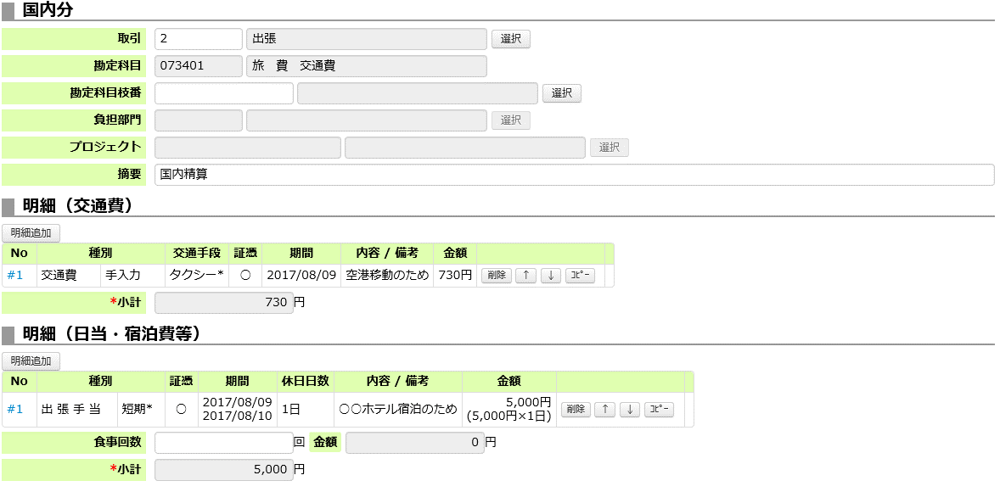 国内分
取引 2 出張 選択
勘定科目 073401 旅　費　交通費
勘定科目枝番 選択
負担部門 選択
プロジェクト 選択
摘要 国内精算
明細（交通費）
明細追加
No 種別 交通手段 証憑 期間 内容 / 備考 金額
#1 交通費 手入力 タクシー* ○ 2017/08/09 空港移動のため 730円 削除 ↑ ↓ ｺﾋﾟｰ
*小計 730 円
明細（日当・宿泊費等）
明細追加
No 種別 証憑 期間 休日日数 内容 / 備考 金額
#1 出 張 手 当 短期* ○ 2017/08/09 1日 ○○ホテル宿泊のため 5,000円 削除 ↑ ↓ ｺﾋﾟｰ
2017/08/10 (5,000円×1日)
食事回数 回 金額 0 円
*小計 5,000 円